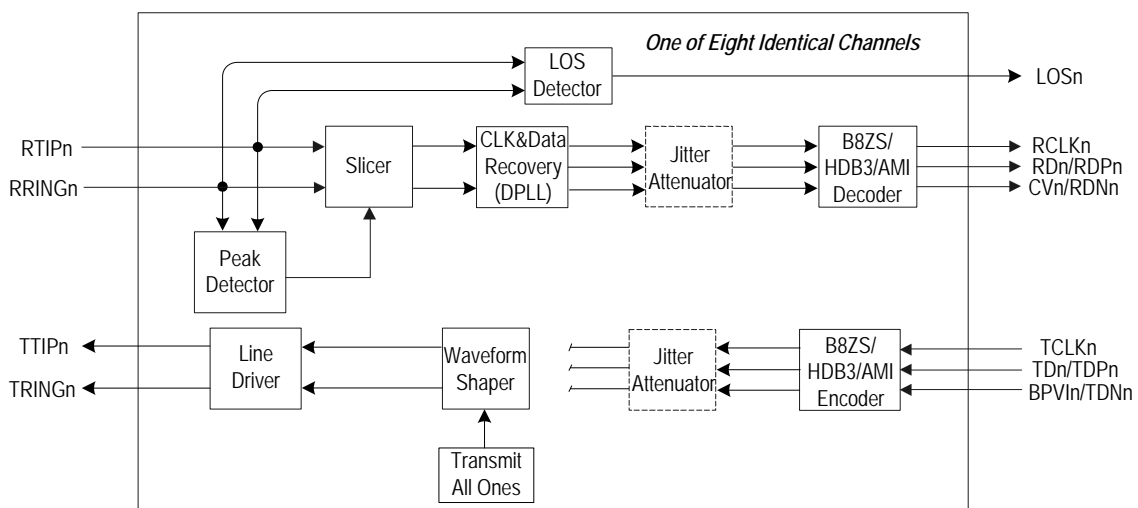 One of Eight Identical Channels
LOS
Detector
LOSn
RTIPn
RRINGn
Slicer
CLK&Data
Recovery
(DPLL)
Jitter
Attenuator
B8ZS/
HDB3/AMI
Decoder
RCLKn
RDn/RDPn
CVn/RDNn
Peak
Detector
TTIPn
TRINGn
Line
Driver
Waveform
Shaper
Jitter
Attenuator
B8ZS/
HDB3/AMI
Encoder
TCLKn
TDn/TDPn
BPVIn/TDNn
Transmit
All Ones